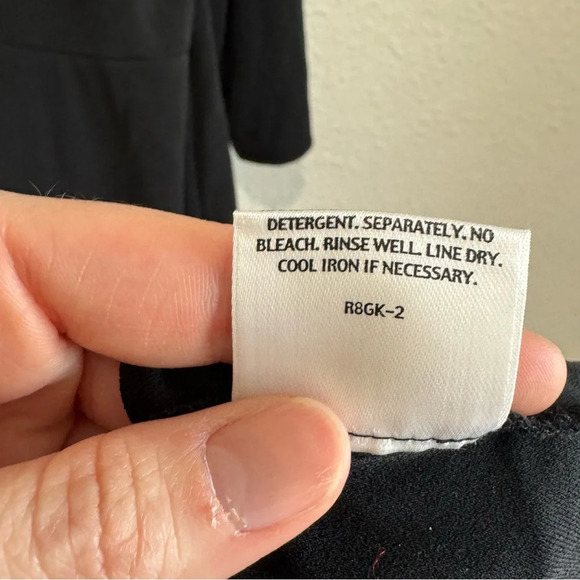 DETERGENT. SEPARATELY. NO
BLEACH. RINSE WELL. LINE DRY.
COOL IRON IF NECESSARY.
R8GK-2